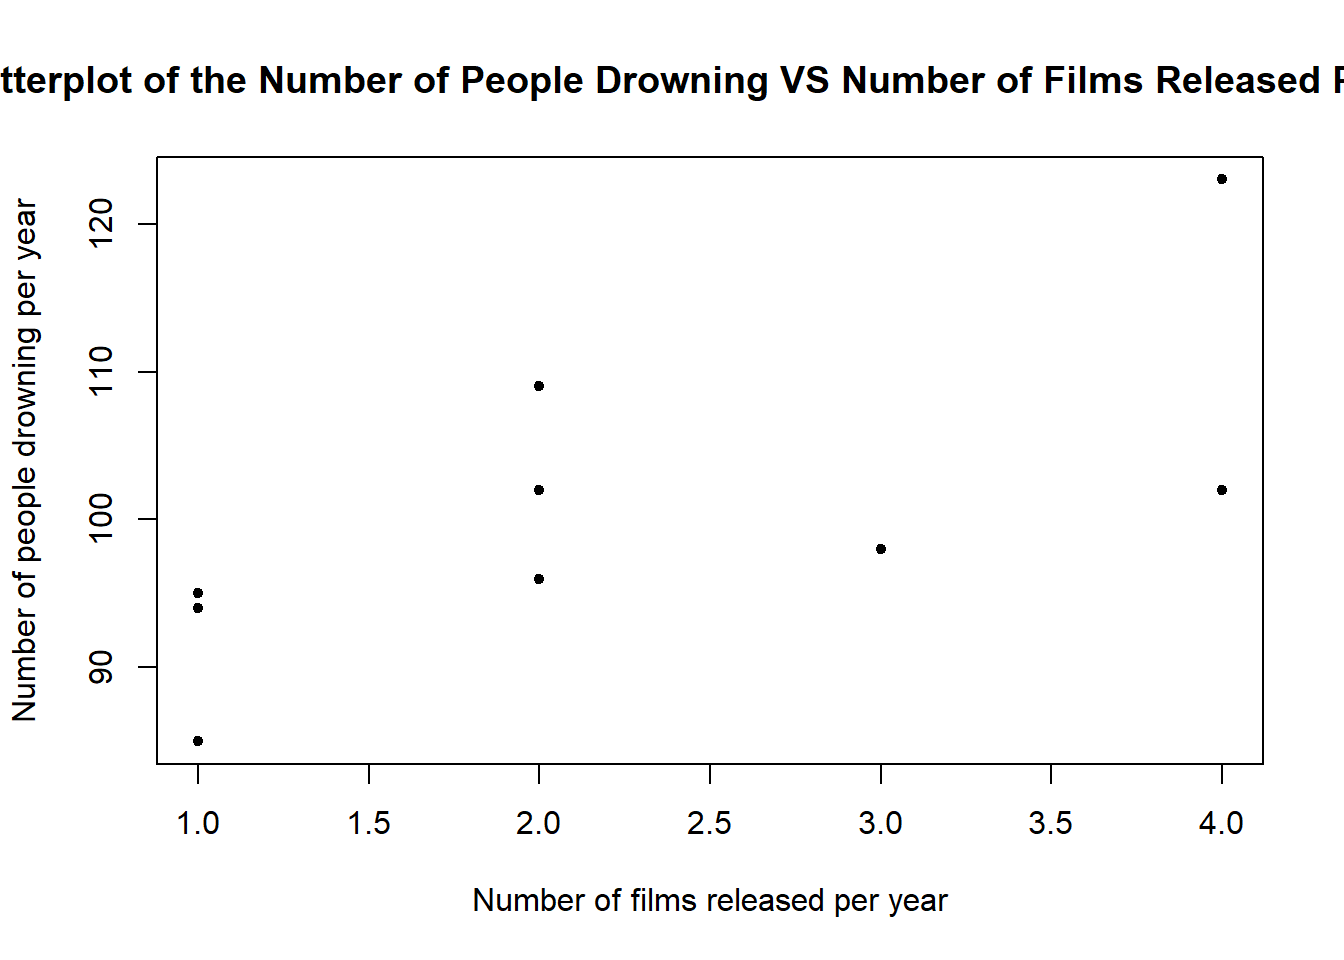 tterplot of the Number of People Drowning VS Number of Films Released P
Number of people drowning per year
120
110
100
90
1.0 1.5 2.0 2.5 3.0 3.5 4.0
Number of films released per year